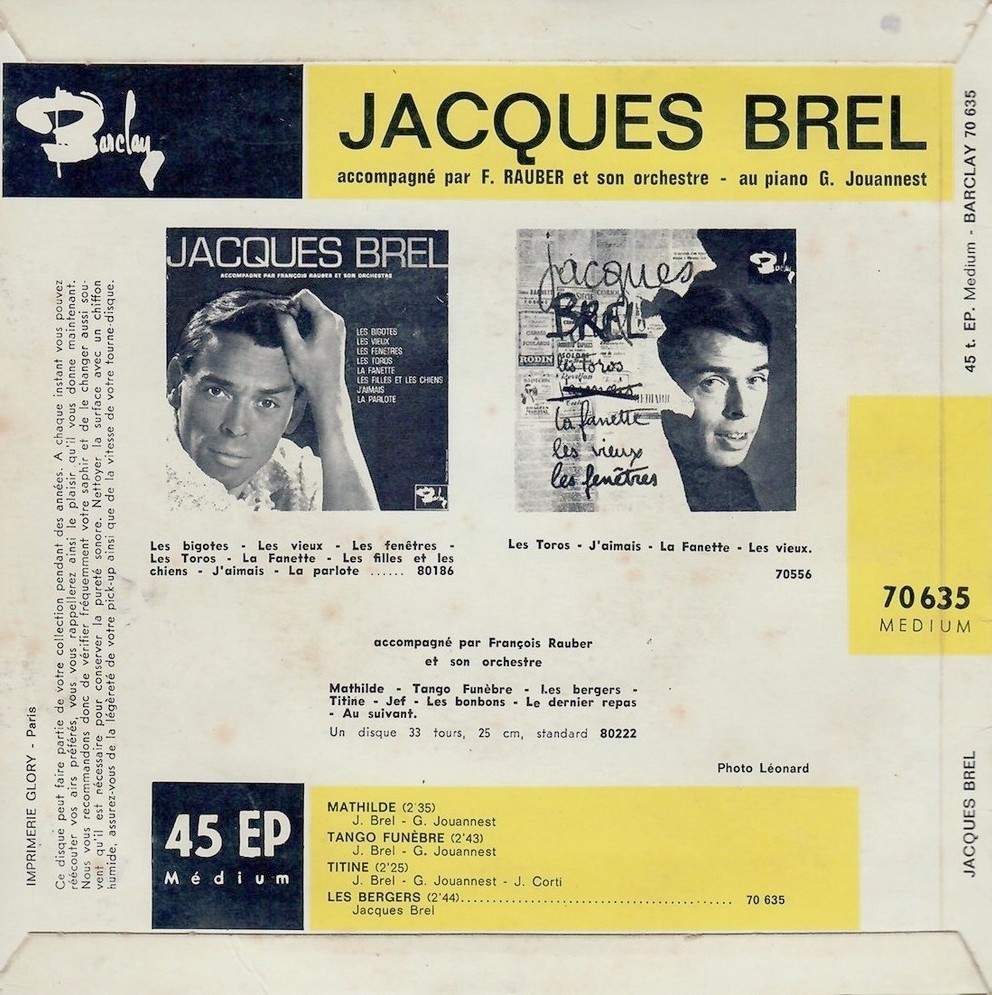 Barclay
JACQUES BREL
accompagné par F. RAUBER et son orchestre - au piano G. Jouannest
45 t. EP. Medium - BARCLAY 70 635
JACQUES BREL
ACCOMPAGNÉ PAR FRANÇOIS RAUBER ET SON ORCHESTRE
LES BIGOTES
LES VIEUX
LES FENETRES
LES TOROS
LA FANETTE
LES FILLES ET LES CHIENS
J'AIMAIS
LA PARLOTE
Barclay
Barclay
Jacques
BREL
RODIN
les toros
la fanette
les vieux
les fenêtres
Les bigotes - Les vieux - Les fenêtres -
Les Toros - La Fanette - Les filles et les
chiens - J'aimais - La parlote ...... 80186
Les Toros - J'aimais - La Fanette - Les vieux.
70556
70 635
MEDIUM
accompagné par François Rauber
et son orchestre
Mathilde - Tango Funèbre - Les bergers -
Titine - Jef - Les bonbons - Le dernier repas
- Au suivant.
Un disque 33 tours, 25 cm, standard 80222
Photo Léonard
45 EP
Médium
MATHILDE (2'35)
J. Brel - G. Jouannest
TANGO FUNÈBRE (2'43)
J. Brel - G. Jouannest
TITINE (2'25)
J. Brel - G. Jouannest - J. Corti
LES BERGERS (2'44)................................................ 70 635
Jacques Brel
JACQUES BREL
IMPRIMERIE GLORY - Paris
Ce disque peut faire partie de votre collection pendant des années. A chaque instant vous pouvez
réécouter vos airs préférés, vous vous rappellerez ainsi le plaisir qu'il vous donne maintenant.
Nous vous recommandons donc de vérifier fréquemment votre saphir et de le changer aussi sou-
vent qu'il est nécessaire pour conserver la pureté sonore. Nettoyer la surface avec un chiffon
humide, assurez-vous de la légèreté de votre pick-up ainsi que de la vitesse de votre tourne-disque.